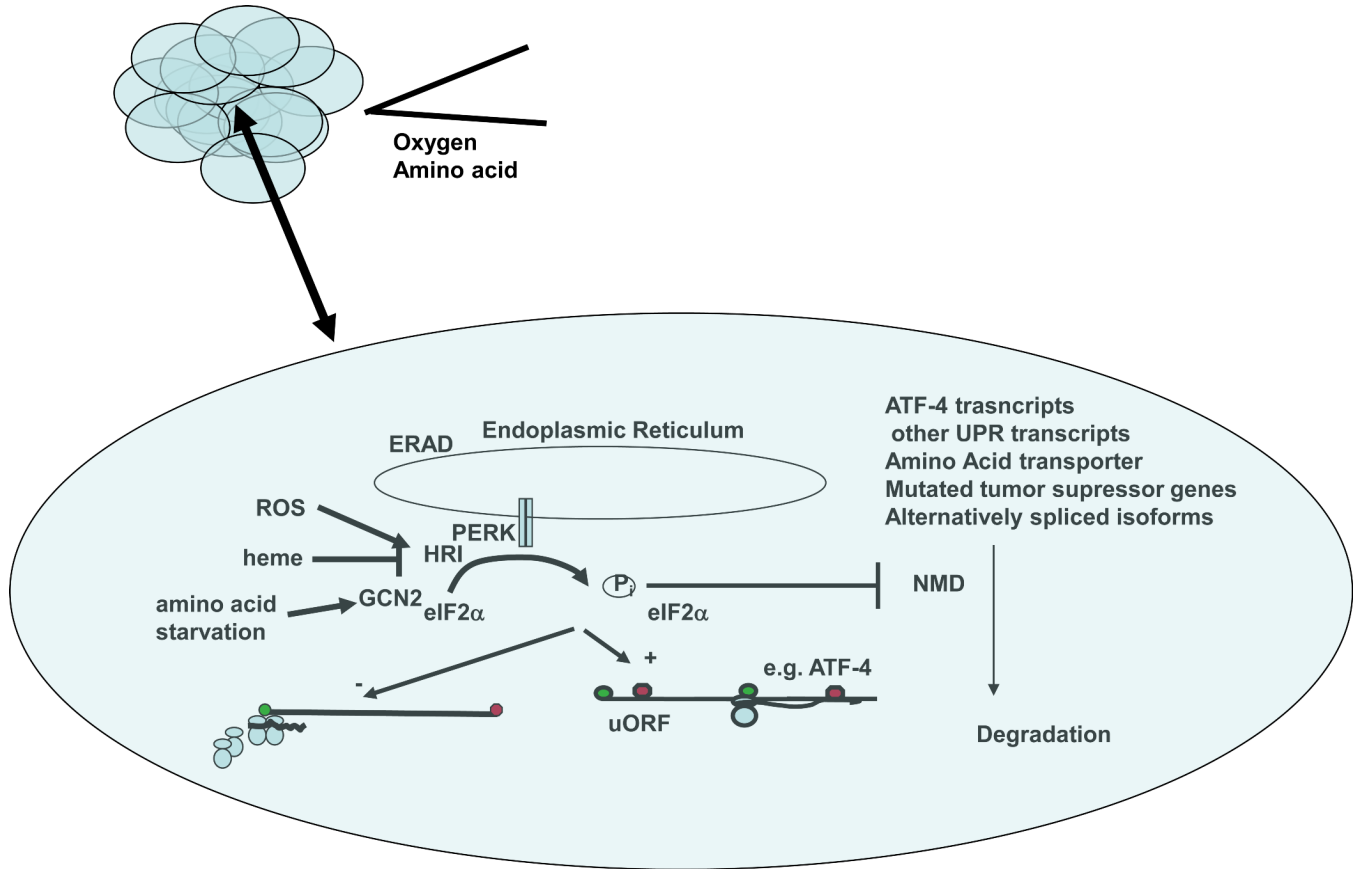 Oxygen
Amino acid
ATF-4 trasncripts
other UPR transcripts
Amino Acid transporter
Mutated tumor supressor genes
Alternatively spliced isoforms
Endoplasmic Reticulum
ERAD
ROS
PERK
HRI
heme
GCN2
amino acid
starvation
eIF2α
Pi
eIF2α
NMD
+
-
e.g. ATF-4
uORF
Degradation